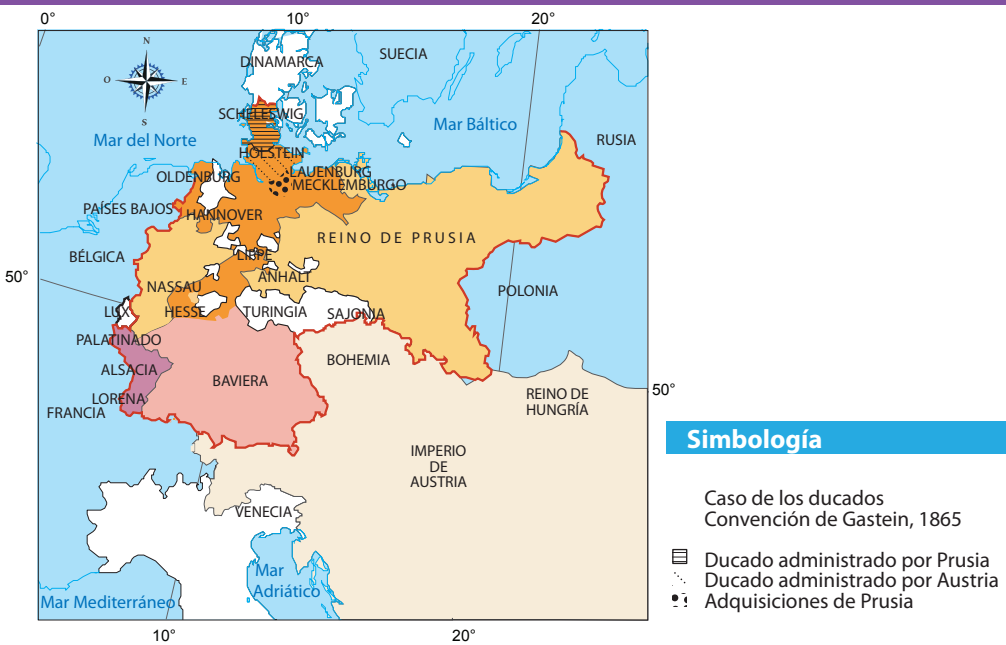 0°
10°
20°
N
O
E
S
DINAMARCA
SUECIA
SCHELESWIG
Mar Báltico
Mar del Norte
RUSIA
HOLSTEIN
OLDENBURG
LAUENBURG
MECKLEMBURGO
PAÍSES BAJOS
HANNOVER
REINO DE PRUSIA
BÉLGICA
LIEPE
50°
ANHALT
NASSAU
POLONIA
LUX
HESSE
TURINGIA
SAJONIA
PALATINADO
BOHEMIA
ALSACIA
BAVIERA
50°
LORENA
REINO DE
HUNGRÍA
FRANCIA
Simbología
IMPERIO
DE
AUSTRIA
Caso de los ducados
Convención de Gastein, 1865
VENECIA
Ducado administrado por Prusia
Mar
Adriático
Ducado administrado por Austria
Mar Mediterráneo
Adquisiciones de Prusia
10°
20°